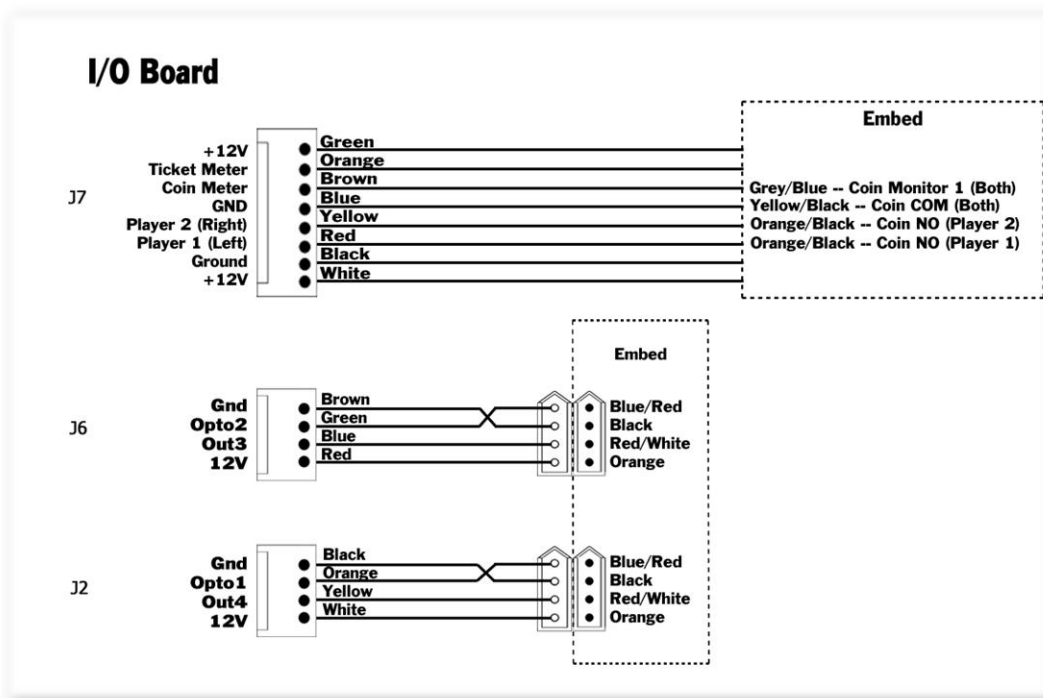 I/O Board
Embed
J7
+12V Green
Ticket Meter Orange
Coin Meter Brown Grey/Blue -- Coin Monitor 1 (Both)
GND Blue Yellow/Black -- Coin COM (Both)
Player 2 (Right) Yellow Orange/Black -- Coin NO (Player 2)
Player 1 (Left) Red Orange/Black -- Coin NO (Player 1)
Ground Black
+12V White
Embed
J6
Gnd Brown Blue/Red
Opto2 Green Black
Out3 Blue Red/White
12V Red Orange
J2
Gnd Black Blue/Red
Opto1 Orange Black
Out4 Yellow Red/White
12V White Orange